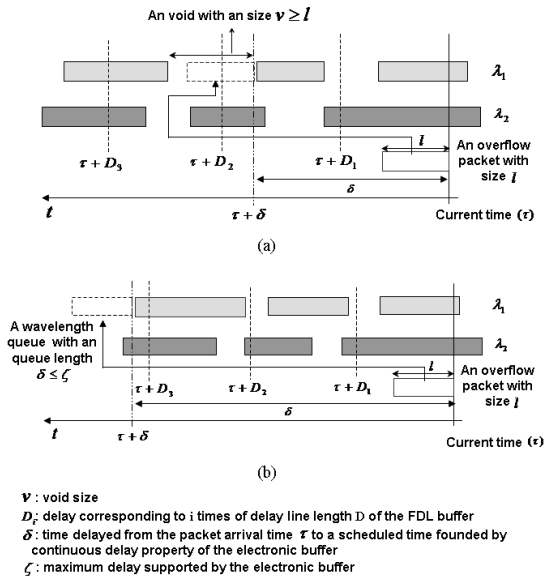 An void with an size ν ≥ l
λ₁
λ₂
l
An overflow
packet with
size l
τ + D₃
τ + D₂
τ + D₁
δ
t
τ + δ
Current time (τ)
(a)
λ₁
A wavelength
queue with an
queue length
δ ≤ ζ
λ₂
l
An overflow
packet with
size l
τ + D₃
τ + D₂
τ + D₁
δ
t
τ + δ
Current time (τ)
(b)
ν : void size
Dᵢ: delay corresponding to i times of delay line length D of the FDL buffer
δ : time delayed from the packet arrival time τ to a scheduled time founded by
continuous delay property of the electronic buffer
ζ : maximum delay supported by the electronic buffer